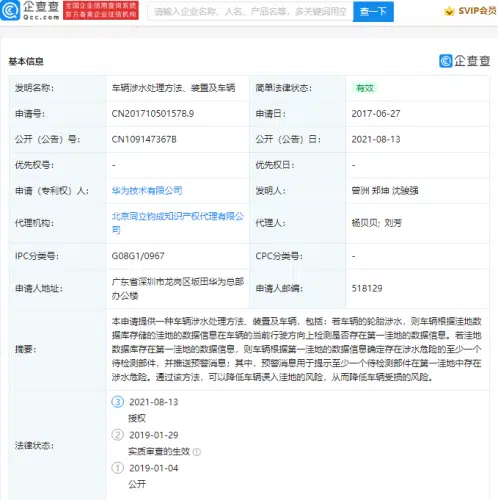 企查查
Qcc.com
全国企业信用查询系统
官方备案企业征信机构
请输入企业名称、人名、产品名等，多关键词用空
查一下
SVIP会员
基本信息
企查查
发明名称： 车辆涉水处理方法、装置及车辆 简单法律状态： 有效
申请号： CN201710501578.9 申请日： 2017-06-27
公开（公告）号： CN109147367B 公开（公告）日： 2021-08-13
优先权号： - 优先权日： -
申请（专利权）人： 华为技术有限公司 发明人： 曾洲 郑坤 沈骏强
代理机构： 北京同立钧成知识产权代理有限公
司 代理人： 杨贝贝; 刘芳
IPC分类号： G08G1/0967 CPC分类号： -
申请人地址： 广东省深圳市龙岗区坂田华为总部
办公楼 申请人邮编： 518129
摘要：
本申请提供一种车辆涉水处理方法、装置及车辆，包括：若车辆的轮胎涉水，则车辆根据洼地数
据库存储的洼地的数据信息在车辆的当前行驶方向上检测是否存在第一洼地的数据信息。若洼地
数据库存在第一洼地的数据信息，则车辆根据第一洼地的数据信息确定存在涉水危险的至少一个
待检测部件，并推送预警消息；其中，预警消息用于提示至少一个待检测部件在第一洼地中存在
涉水危险。通过该方法，可以降低车辆误入洼地的风险，从而降低车辆受损的风险。
法律状态：
③ 2021-08-13
授权
② 2019-01-29
实质审查的生效
① 2019-01-04
公开